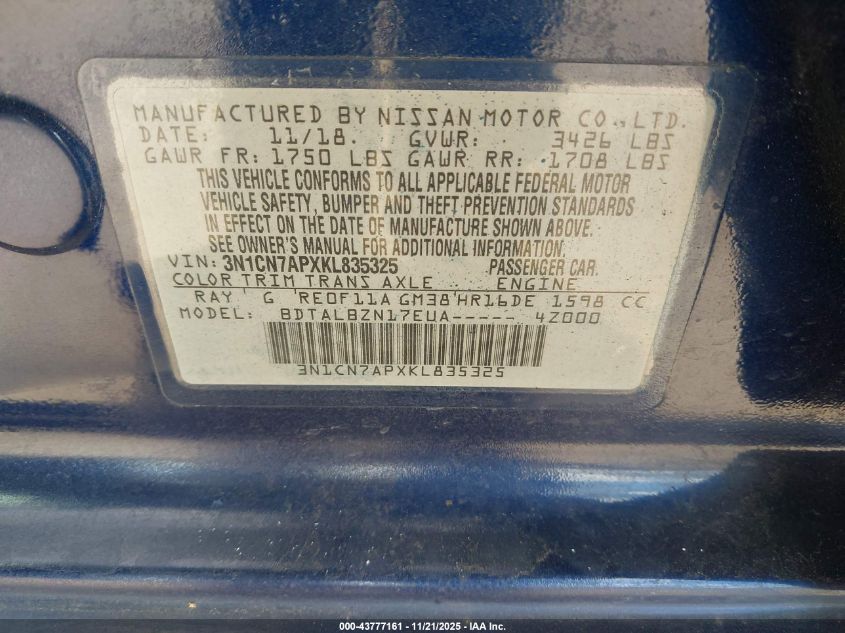 MANUFACTURED BY NISSAN MOTOR CO., LTD.
DATE: 11/18. GVWR: 3426 LBS
GAWR FR: 1750 LBS GAWR RR: 1708 LBS
THIS VEHICLE CONFORMS TO ALL APPLICABLE FEDERAL MOTOR
VEHICLE SAFETY, BUMPER AND THEFT PREVENTION STANDARDS
IN EFFECT ON THE DATE OF MANUFACTURE SHOWN ABOVE.
SEE OWNER'S MANUAL FOR ADDITIONAL INFORMATION.
VIN: 3N1CN7APXKL835325 PASSENGER CAR.
COLOR TRIM TRANS AXLE ENGINE
RAY G RE0F11A GM38 HR16DE 1598 CC
MODEL: BDTALBZN17EUA----- 4Z000
3N1CN7APXKL835325
000-43777161 - 11/21/2025 - IAA Inc.